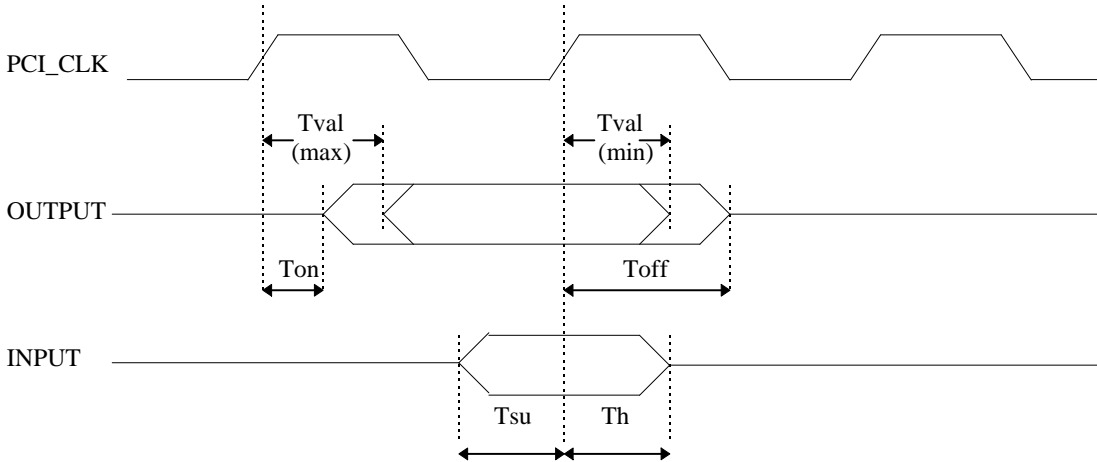 PCI_CLK
Tval
(max)
Tval
(min)
OUTPUT
Ton
Toff
INPUT
Tsu
Th